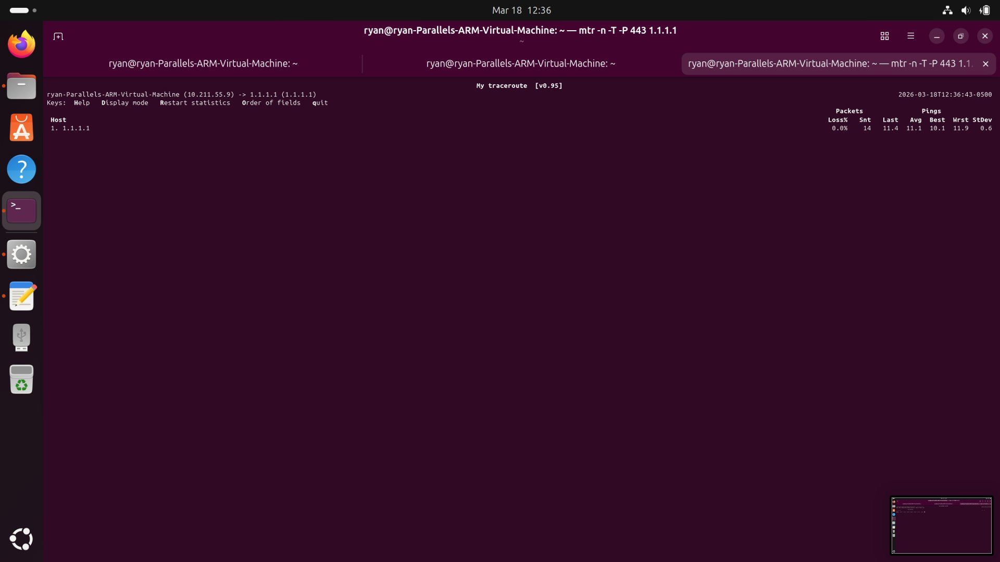 Mar 18 12:36
ryan@ryan-Parallels-ARM-Virtual-Machine: ~ — mtr -n -T -P 443 1.1.1.1
~
ryan@ryan-Parallels-ARM-Virtual-Machine: ~
ryan@ryan-Parallels-ARM-Virtual-Machine: ~
ryan@ryan-Parallels-ARM-Virtual-Machine: ~ — mtr -n -T -P 443 1.1.
My traceroute [v0.95]
ryan-Parallels-ARM-Virtual-Machine (10.211.55.9) -> 1.1.1.1 (1.1.1.1) 2026-03-18T12:36:43-0500
Keys: Help Display mode Restart statistics Order of fields quit
Packets Pings
Host Loss% Snt Last Avg Best Wrst StDev
1. 1.1.1.1 0.0% 14 11.4 11.1 10.1 11.9 0.6